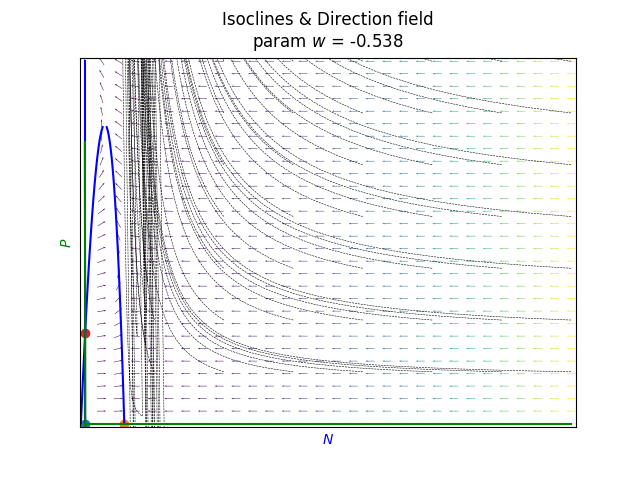 Isoclines & Direction field
param w = -0.538
P
N